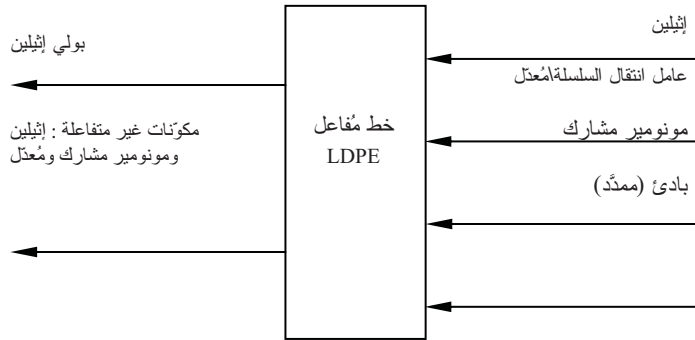 إثيلين
عامل انتقال السلسلة\مُعدّل
مونومير مشارك
بادئ (ممدَّد)
خط مُفاعل
LDPE
بولي إثيلين
مكوّنات غير متفاعلة : إثيلين
ومونومير مشارك ومُعدّل